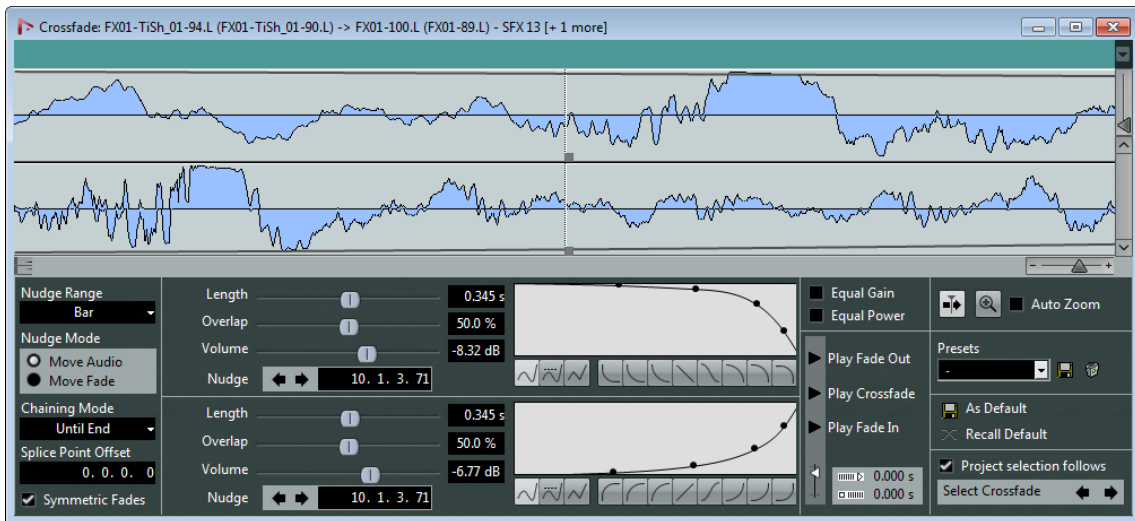 Crossfade: FX01-TiSh_01-94.L (FX01-TiSh_01-90.L) -> FX01-100.L (FX01-89.L) - SFX 13 [+ 1 more]
Nudge Range
Bar
Nudge Mode
Move Audio
Move Fade
Chaining Mode
Until End
Splice Point Offset
0. 0. 0. 0
Symmetric Fades
Length 0.345 s
Overlap 50.0 %
Volume -8.32 dB
Nudge 10. 1. 3. 71
Length 0.345 s
Overlap 50.0 %
Volume -6.77 dB
Nudge 10. 1. 3. 71
Equal Gain
Equal Power
Play Fade Out
Play Crossfade
Play Fade In
0.000 s
0.000 s
Auto Zoom
Presets
-
As Default
Recall Default
Project selection follows
Select Crossfade